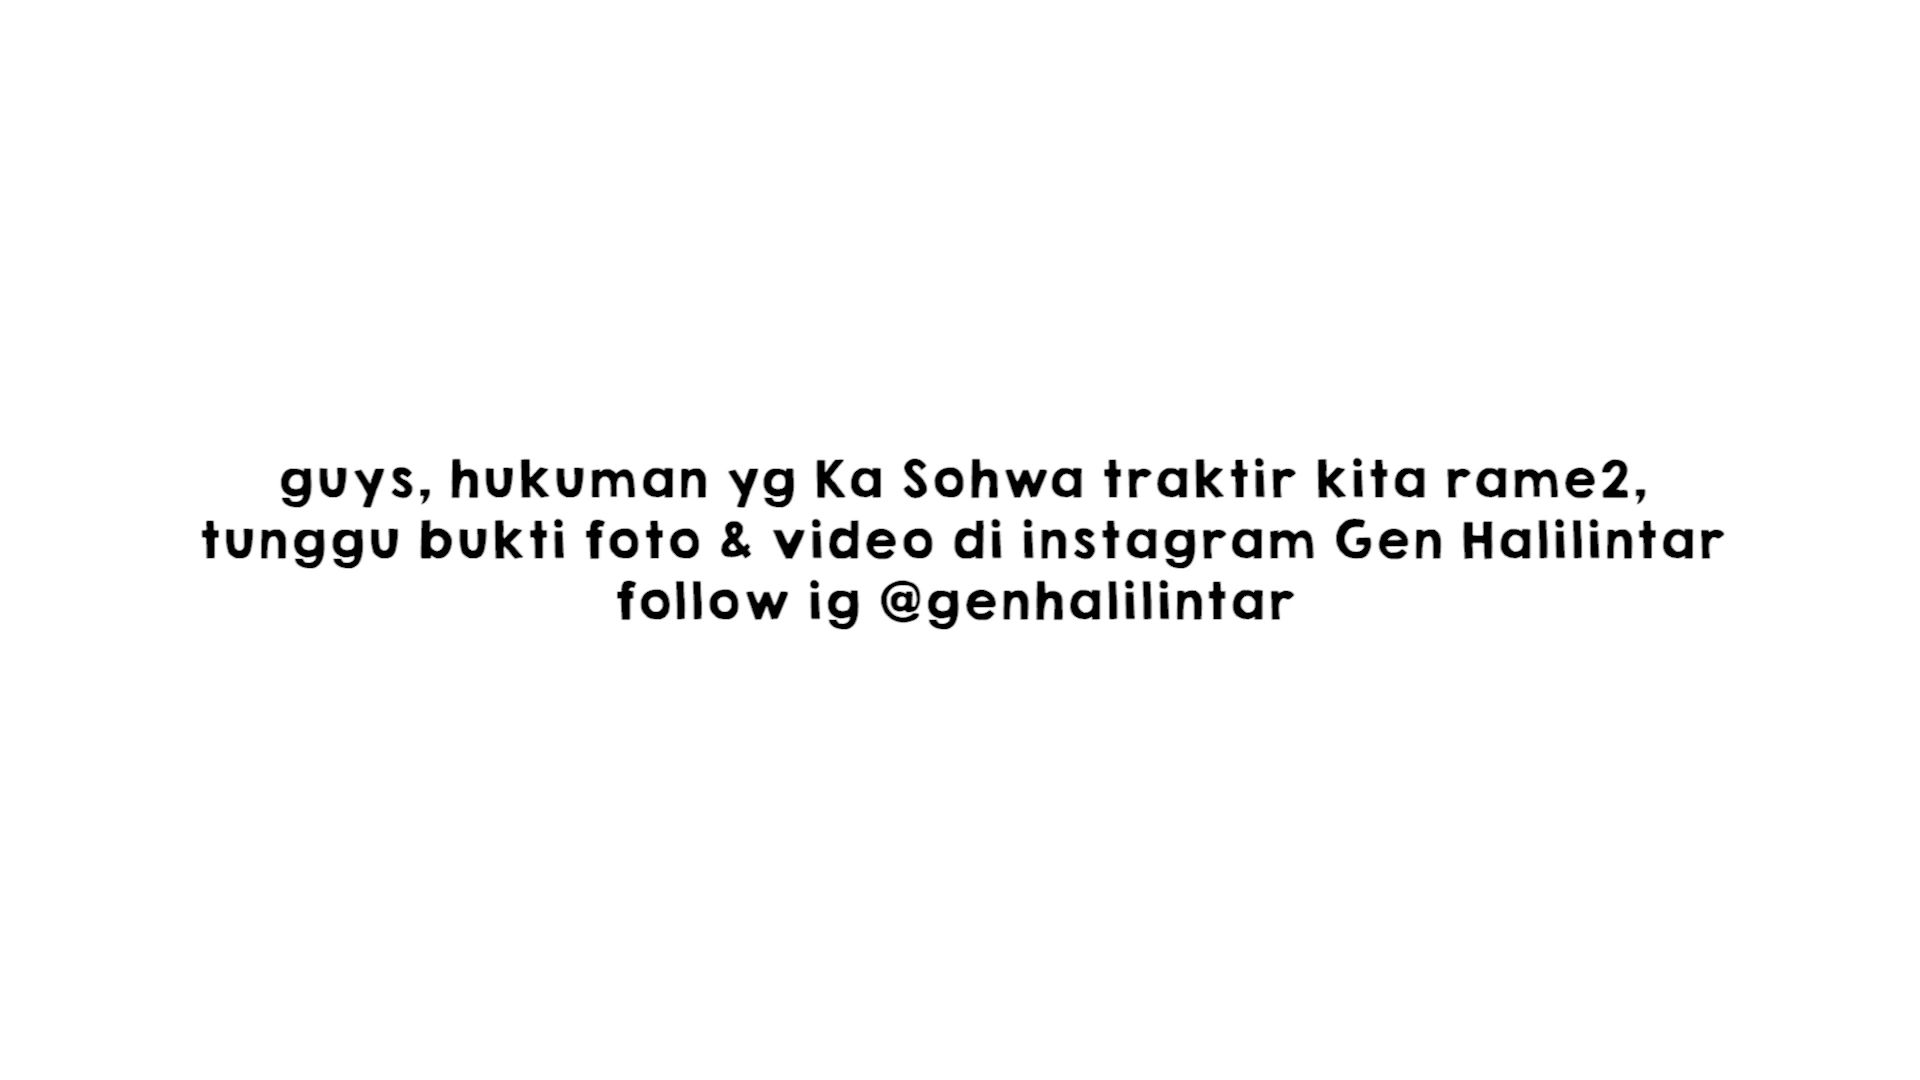 guys, hukuman yg Ka Sohwa traktir kita rame2,
tunggu bukti foto & video di instagram Gen Halilintar
follow ig @genhalilintar